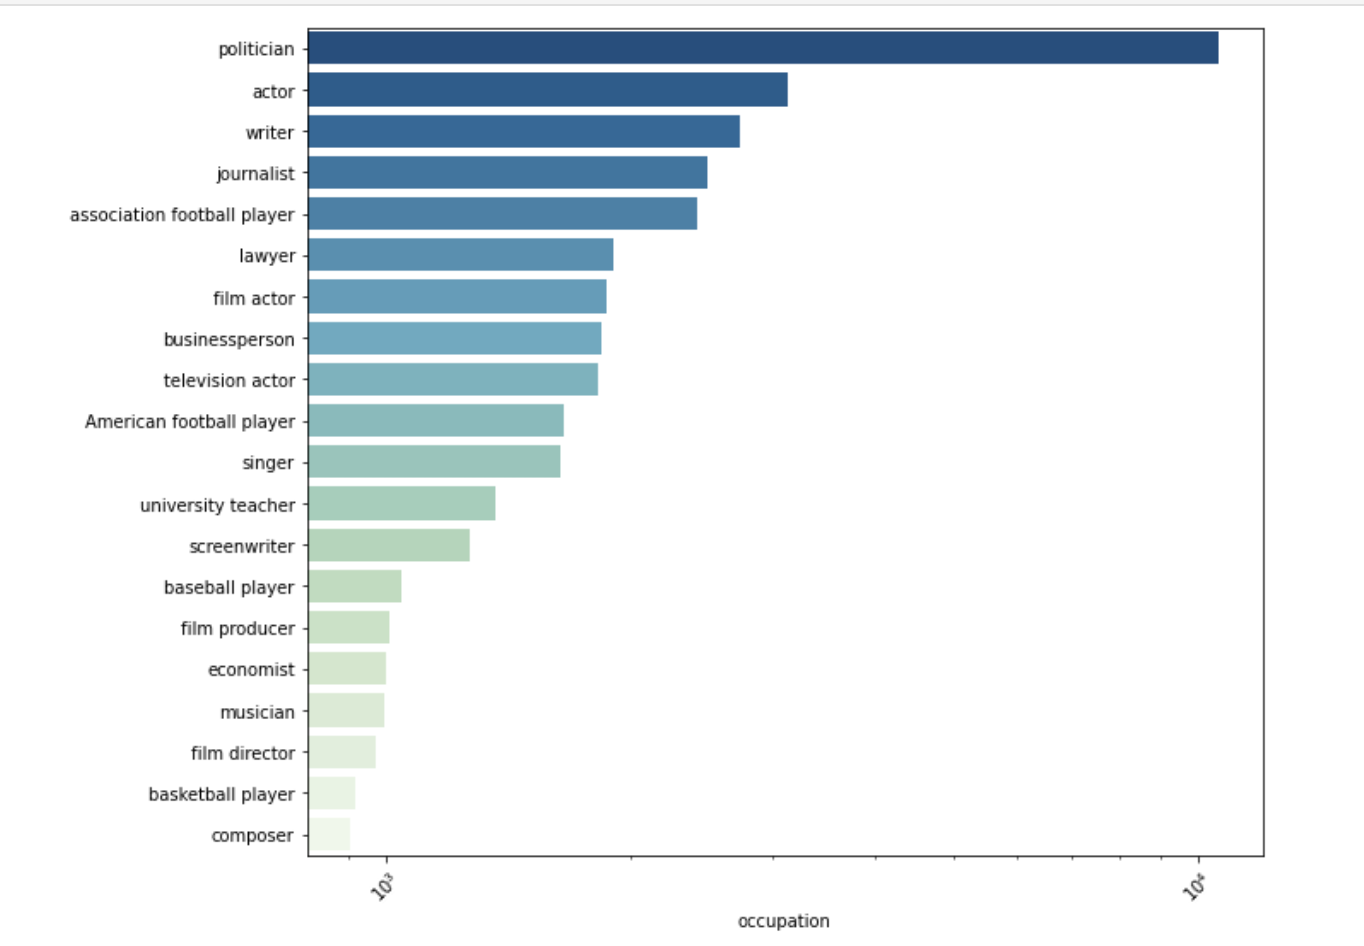 politician
actor
writer
journalist
association football player
lawyer
film actor
businessperson
television actor
American football player
singer
university teacher
screenwriter
baseball player
film producer
economist
musician
film director
basketball player
composer
10³
10⁴
occupation